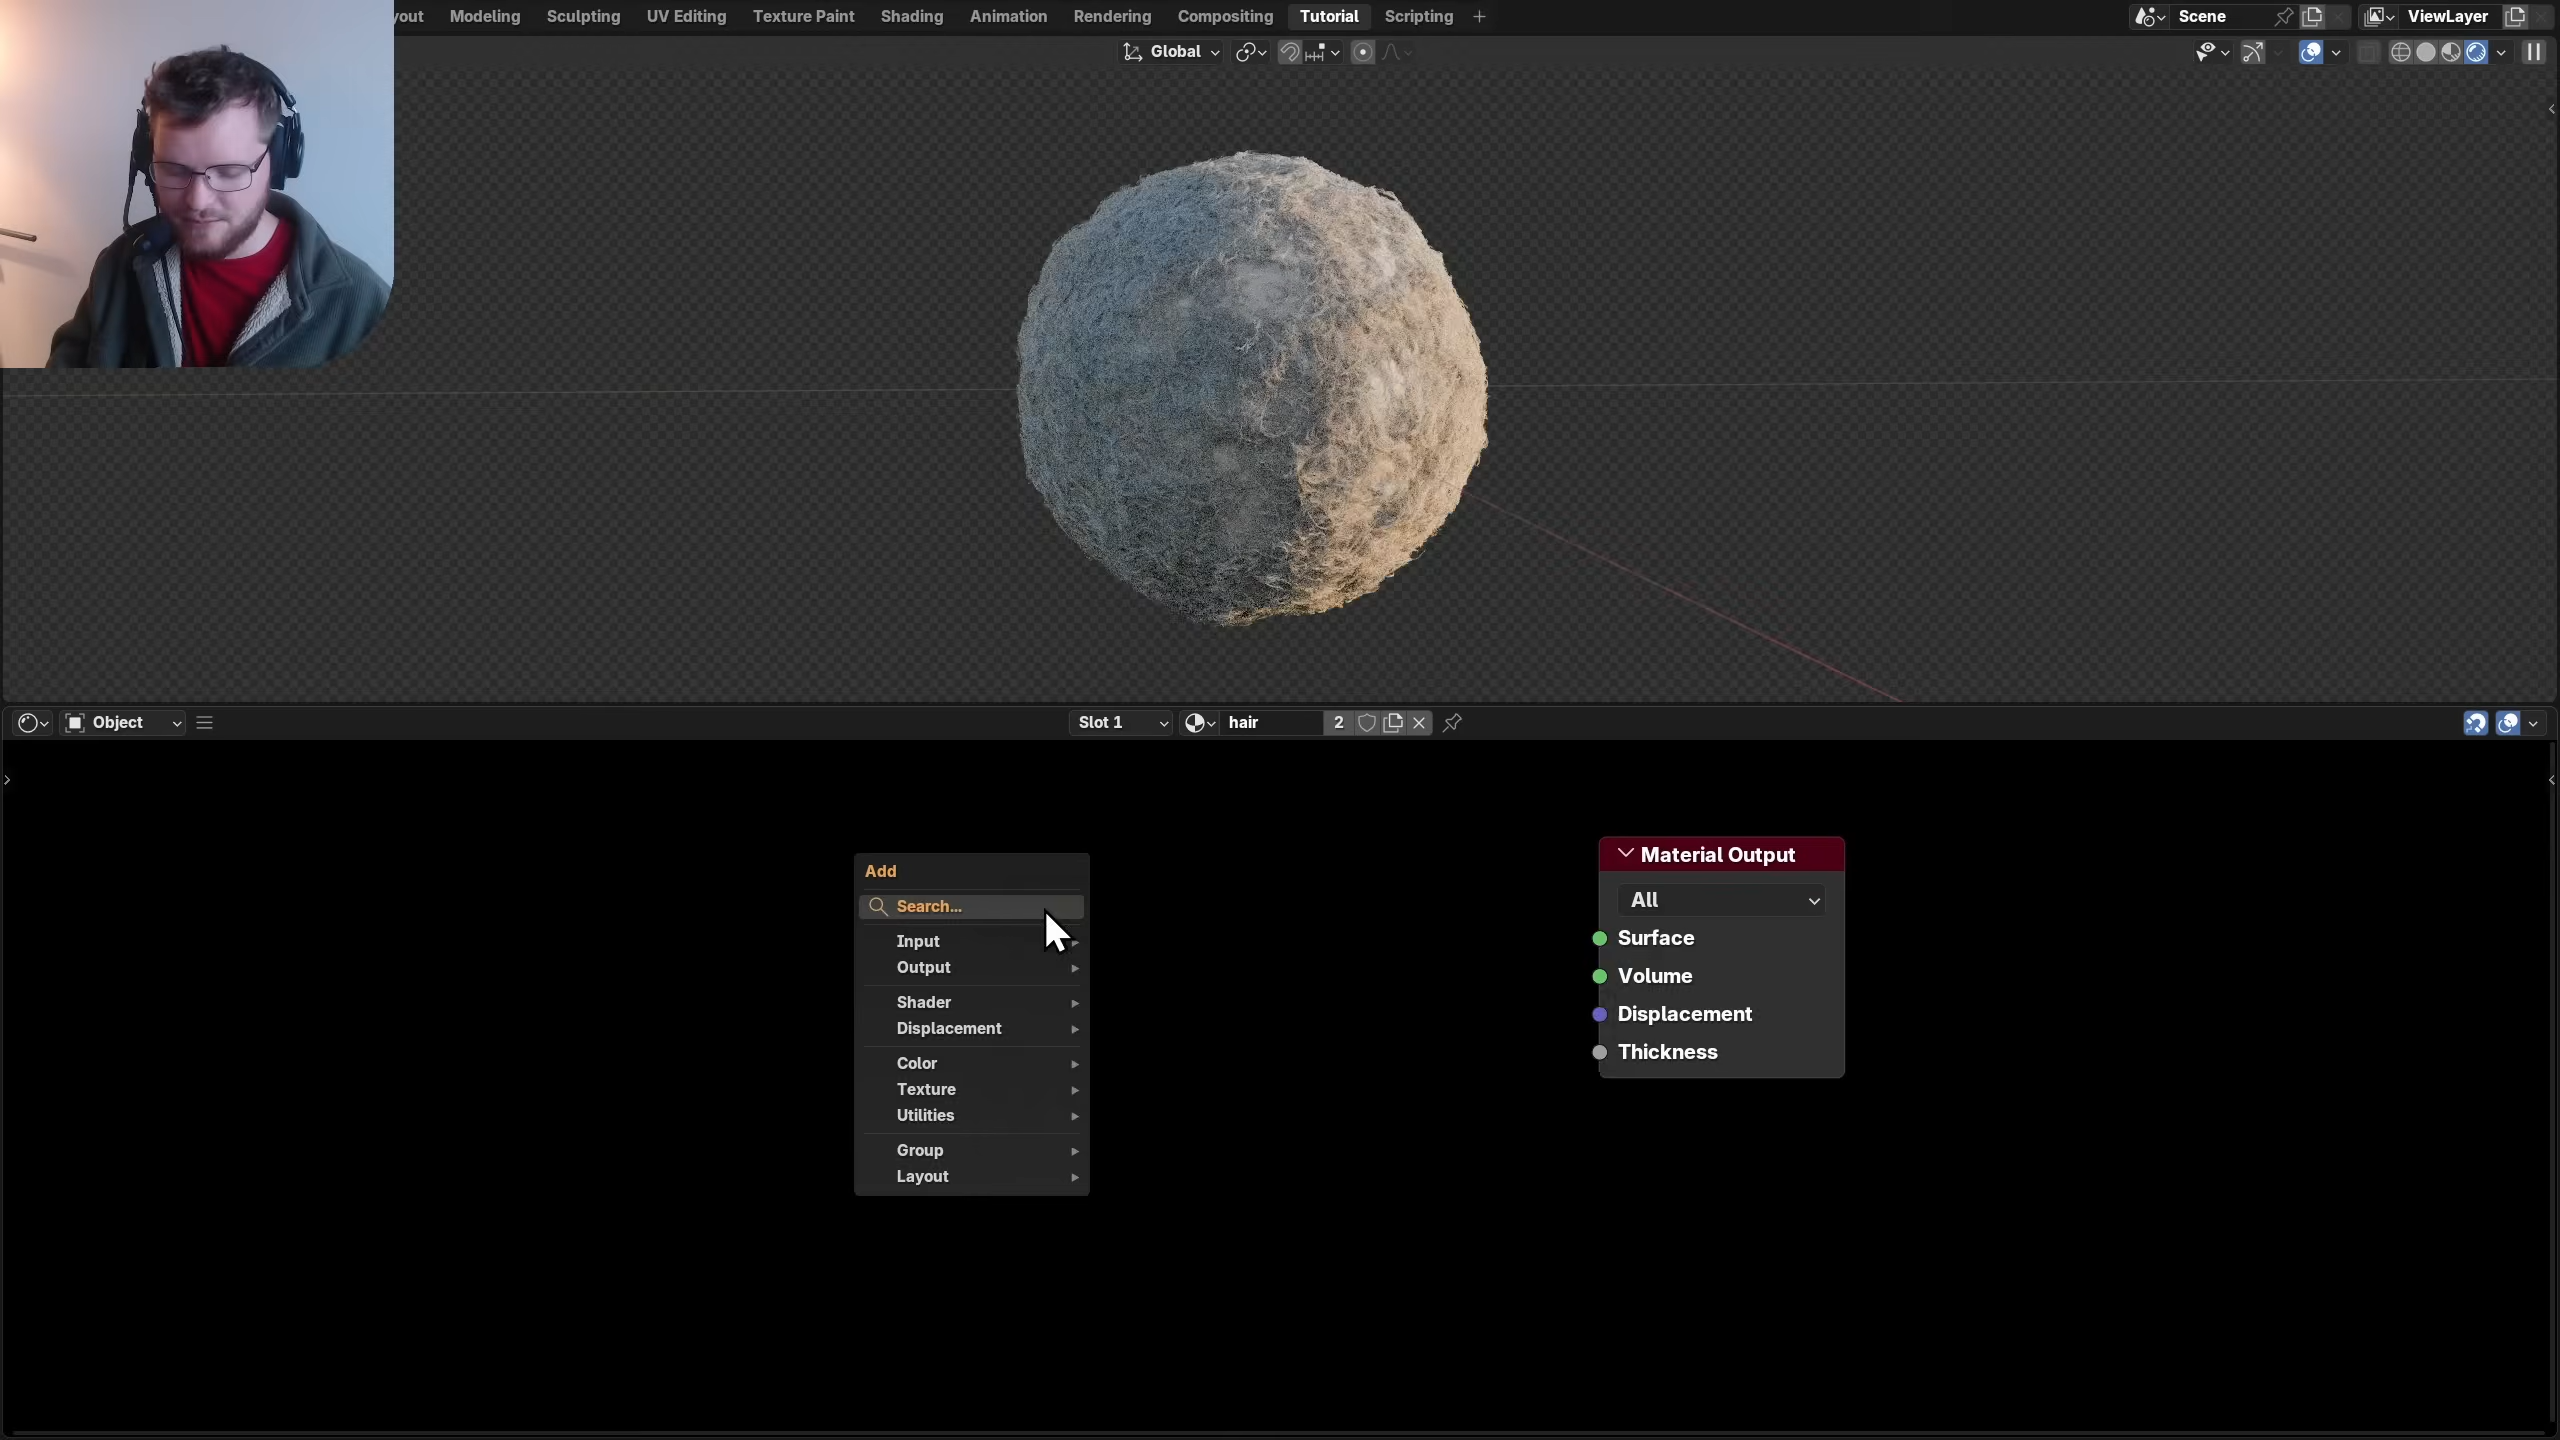 yout Modeling Sculpting UV Editing Texture Paint Shading Animation Rendering Compositing Tutorial Scripting + Scene ViewLayer
Global
Object Slot 1 hair 2
Add
Search...
Input
Output
Shader
Displacement
Color
Texture
Utilities
Group
Layout
Material Output
All
Surface
Volume
Displacement
Thickness